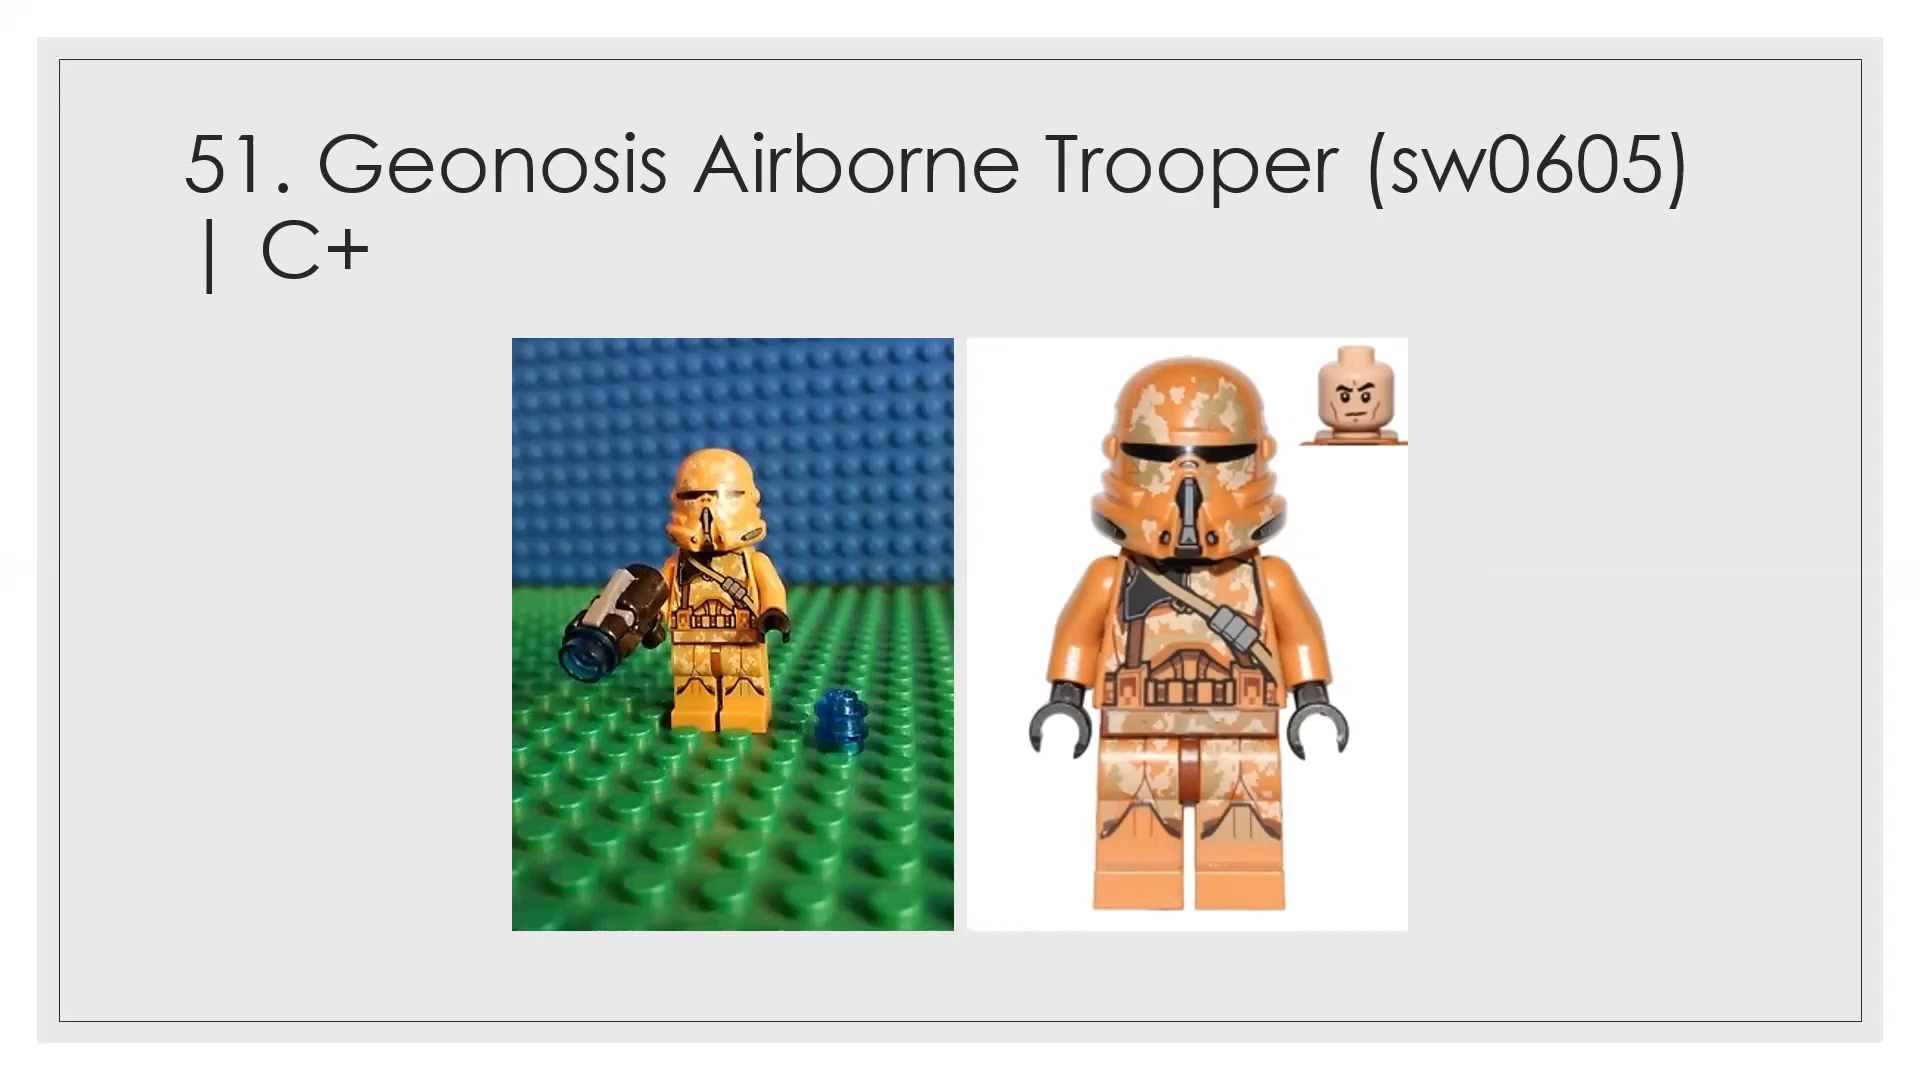 51. Geonosis Airborne Trooper (sw0605)
| C+